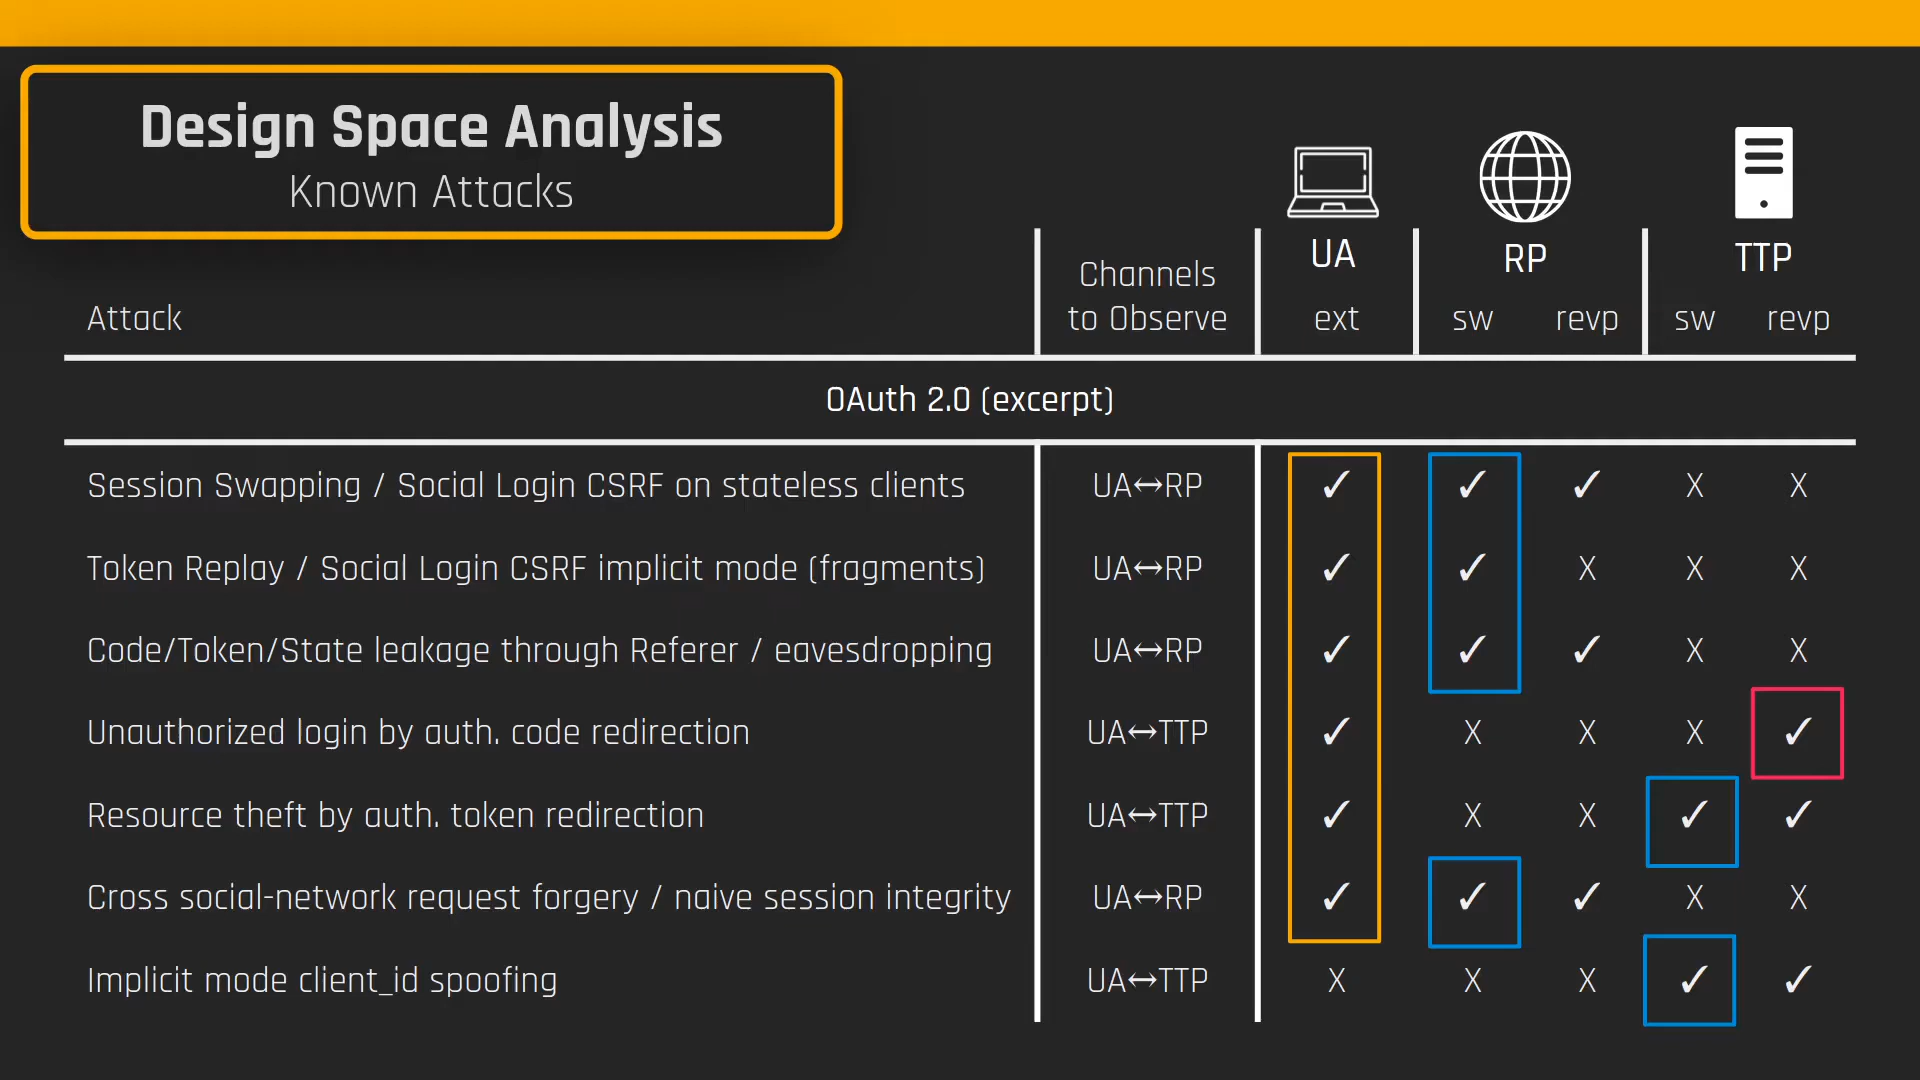 Design Space Analysis
Known Attacks
UA
RP
TTP
Channels
to Observe
Attack
ext
sw
revp
sw
revp
OAuth 2.0 (excerpt)
Session Swapping / Social Login CSRF on stateless clients UA↔RP ✓ ✓ ✓ X X
Token Replay / Social Login CSRF implicit mode (fragments) UA↔RP ✓ ✓ X X X
Code/Token/State leakage through Referer / eavesdropping UA↔RP ✓ ✓ ✓ X X
Unauthorized login by auth. code redirection UA↔TTP ✓ X X X ✓
Resource theft by auth. token redirection UA↔TTP ✓ X X ✓ ✓
Cross social-network request forgery / naive session integrity UA↔RP ✓ ✓ ✓ X X
Implicit mode client_id spoofing UA↔TTP X X X ✓ ✓